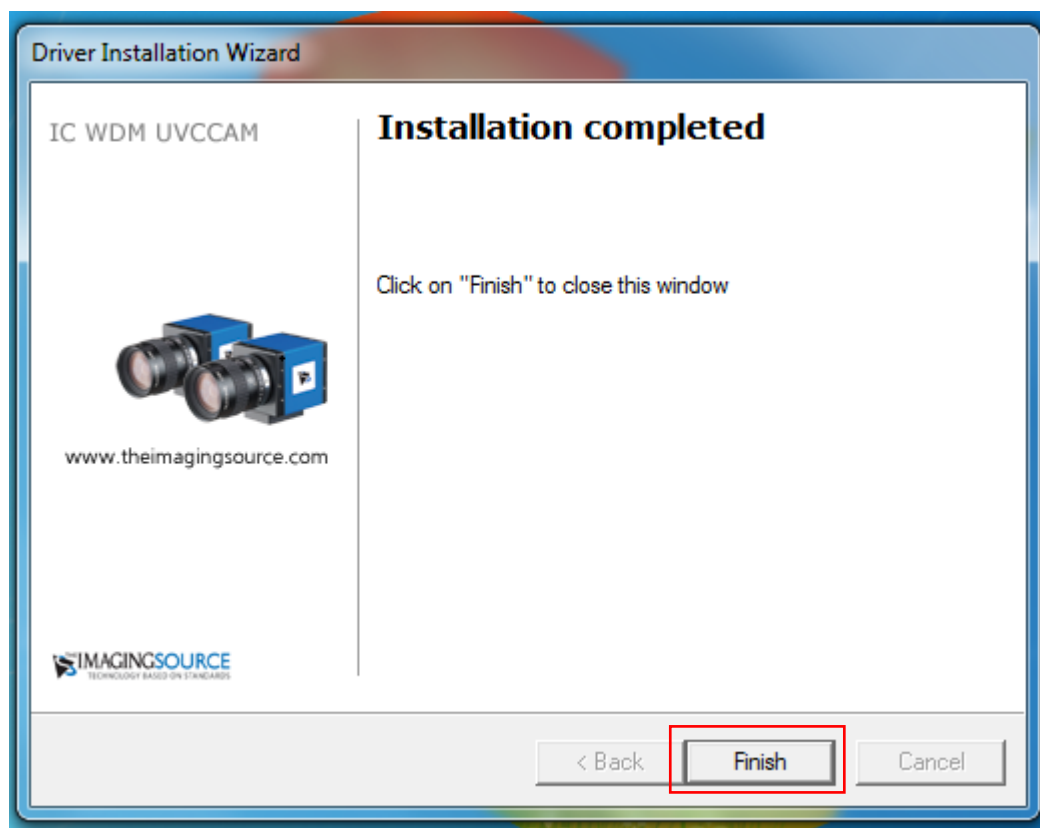 Driver Installation Wizard
IC WDM UVCCAM
Installation completed
Click on "Finish" to close this window
www.theimagingsource.com
THE IMAGINGSOURCE
TECHNOLOGY BASED ON STANDARDS
< Back
Finish
Cancel